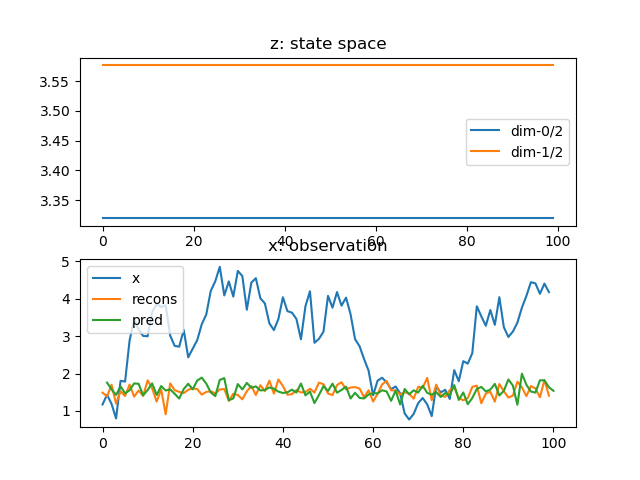 z: state space
3.55
3.50
3.45
3.40
3.35
dim-0/2
dim-1/2
0 20 40 60 80 100
x: observation
5
4
3
2
1
x
recons
pred
0 20 40 60 80 100